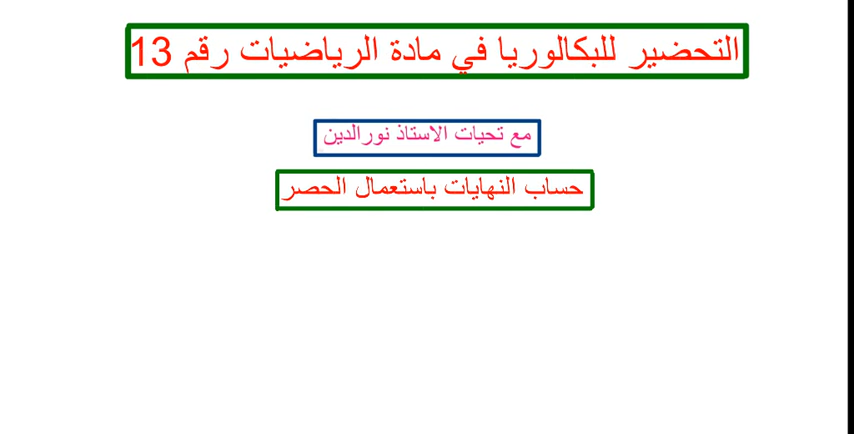 التحضير للبكالوريا في مادة الرياضيات رقم 13
مع تحيات الاستاذ نورالدين
حساب النهايات باستعمال الحصر